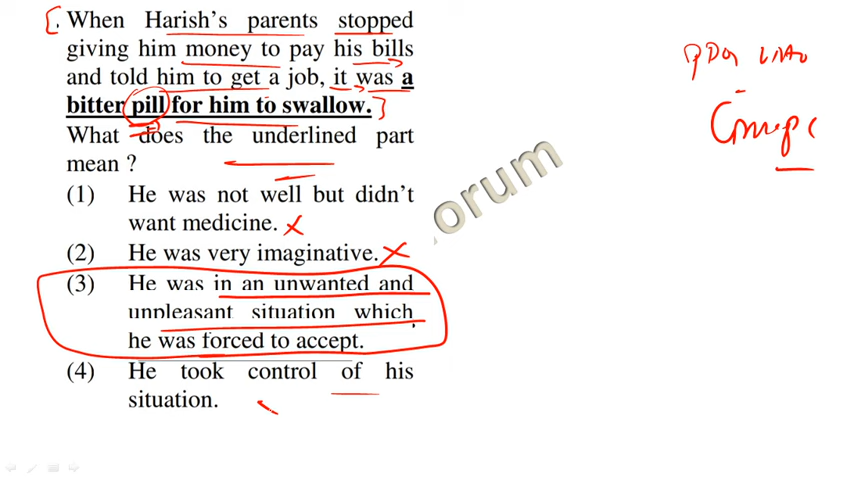 . When Harish's parents stopped
giving him money to pay his bills
and told him to get a job, it was a
bitter pill for him to swallow.
What does the underlined part
mean ?
(1) He was not well but didn't
want medicine.
(2) He was very imaginative.
(3) He was in an unwanted and
unpleasant situation which
he was forced to accept.
(4) He took control of his
situation.
orum